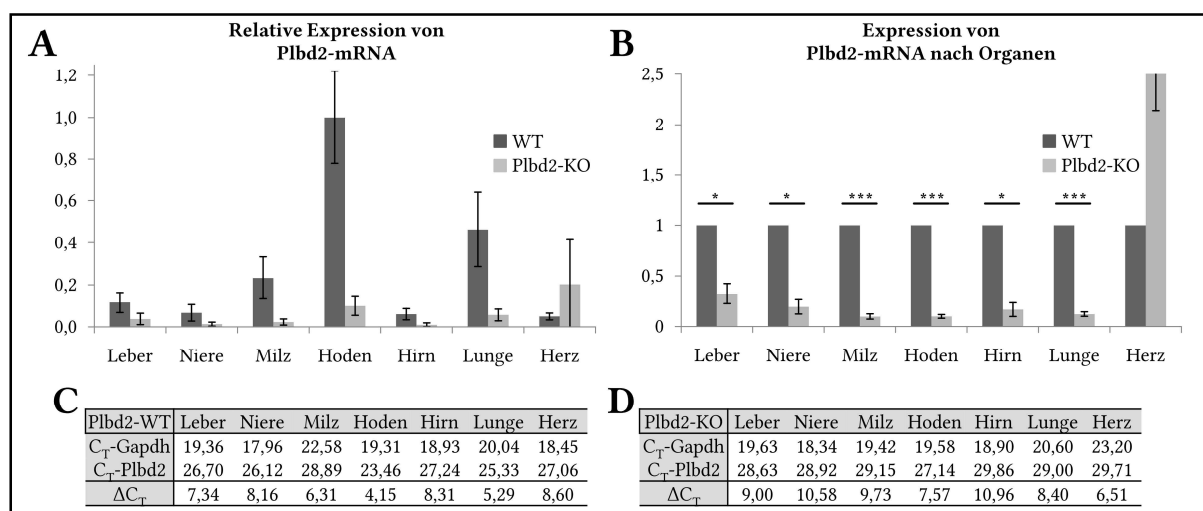 A
Relative Expression von
Plbd2-mRNA
1,2
1,0
0,8
0,6
0,4
0,2
0,0
WT
Plbd2-KO
Leber Niere Milz Hoden Hirn Lunge Herz
B
Expression von
Plbd2-mRNA nach Organen
2,5
2
1,5
1
0,5
0
WT
Plbd2-KO
* * *** *** * ***
Leber Niere Milz Hoden Hirn Lunge Herz
C
Plbd2-WT Leber Niere Milz Hoden Hirn Lunge Herz
CT-Gapdh 19,36 17,96 22,58 19,31 18,93 20,04 18,45
CT-Plbd2 26,70 26,12 28,89 23,46 27,24 25,33 27,06
ΔCT 7,34 8,16 6,31 4,15 8,31 5,29 8,60
D
Plbd2-KO Leber Niere Milz Hoden Hirn Lunge Herz
CT-Gapdh 19,63 18,34 19,42 19,58 18,90 20,60 23,20
CT-Plbd2 28,63 28,92 29,15 27,14 29,86 29,00 29,71
ΔCT 9,00 10,58 9,73 7,57 10,96 8,40 6,51